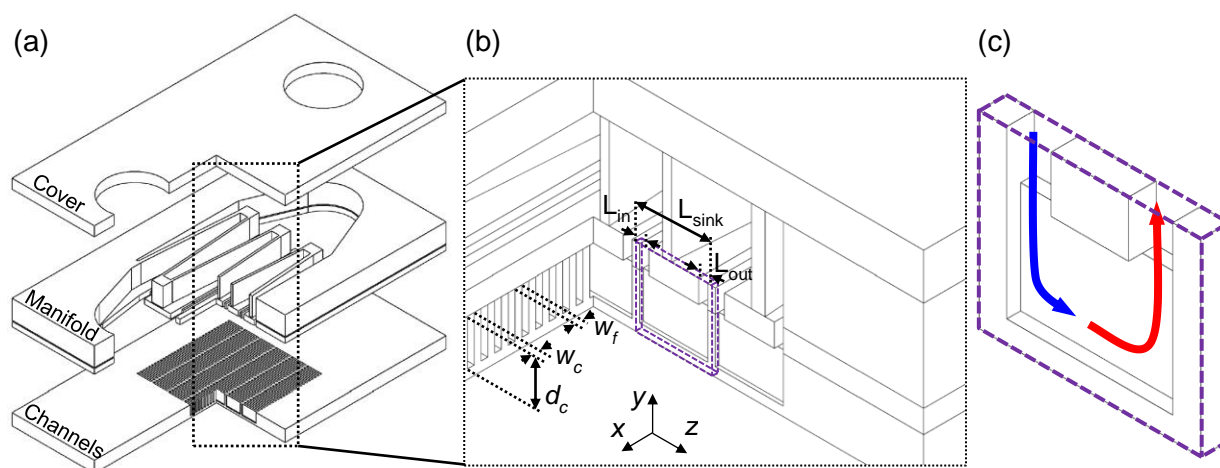 (a)
(b)
(c)
Cover
Manifold
Channels
L_in
L_sink
L_out
w_f
w_c
d_c
y
x
z